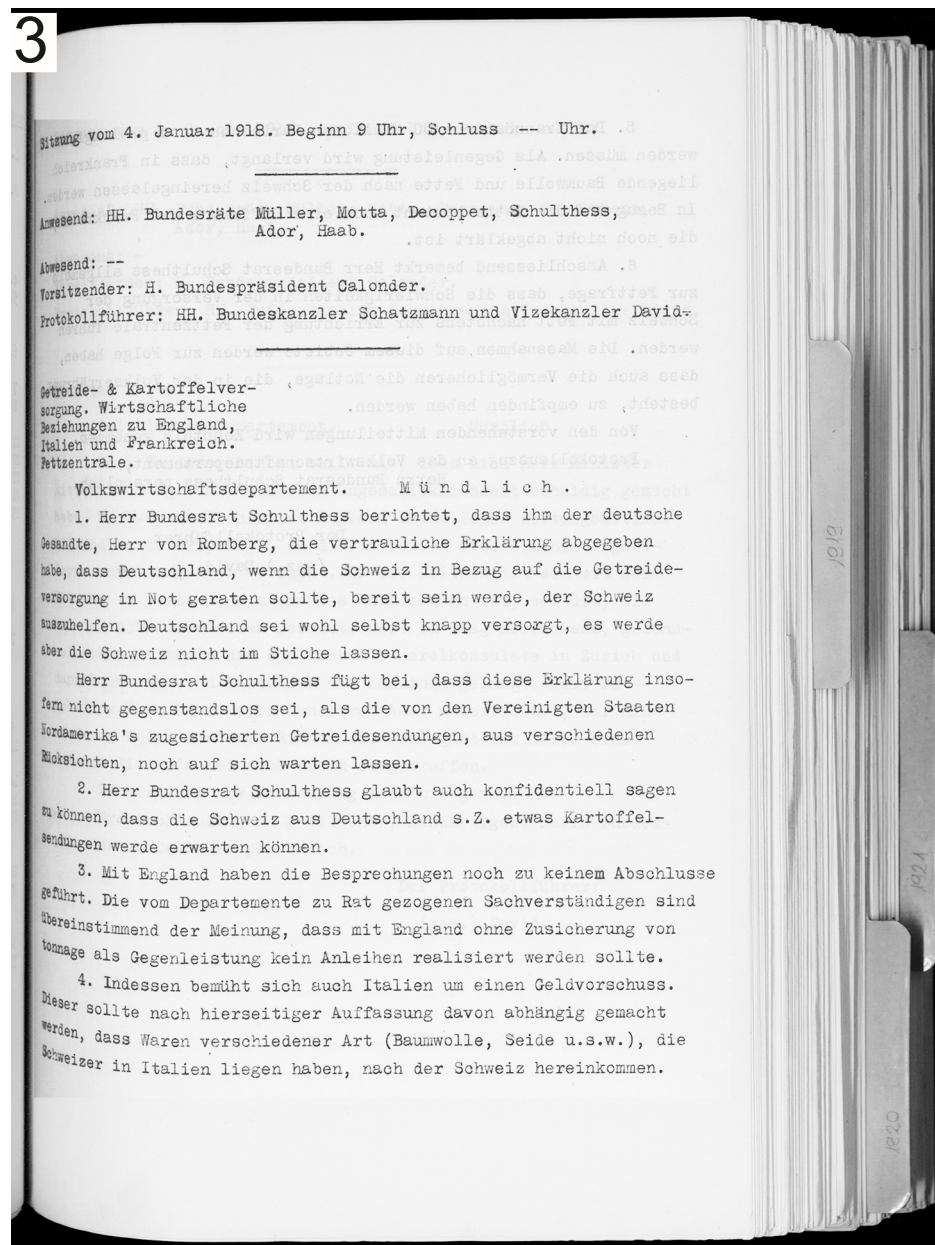 3
Sitzung vom 4. Januar 1918. Beginn 9 Uhr, Schluss -- Uhr.
Anwesend: HH. Bundesräte Müller, Motta, Decoppet, Schulthess,
Ador, Haab.
Abwesend: --
Vorsitzender: H. Bundespräsident Calonder.
Protokollführer: HH. Bundeskanzler Schatzmann und Vizekanzler David.-
Getreide- & Kartoffelver-
sorgung. Wirtschaftliche
Beziehungen zu England,
Italien und Frankreich.
Fettzentrale.
Volkswirtschaftsdepartement. M ü n d l i c h .
1. Herr Bundesrat Schulthess berichtet, dass ihm der deutsche
Gesandte, Herr von Romberg, die vertrauliche Erklärung abgegeben
habe, dass Deutschland, wenn die Schweiz in Bezug auf die Getreide-
versorgung in Not geraten sollte, bereit sein werde, der Schweiz
auszuhelfen. Deutschland sei wohl selbst knapp versorgt, es werde
aber die Schweiz nicht im Stiche lassen.
Herr Bundesrat Schulthess fügt bei, dass diese Erklärung inso-
fern nicht gegenstandslos sei, als die von den Vereinigten Staaten
Nordamerika's zugesicherten Getreidesendungen, aus verschiedenen
Rücksichten, noch auf sich warten lassen.
2. Herr Bundesrat Schulthess glaubt auch konfidentiell sagen
zu können, dass die Schweiz aus Deutschland s.Z. etwas Kartoffel-
sendungen werde erwarten können.
3. Mit England haben die Besprechungen noch zu keinem Abschlusse
geführt. Die vom Departemente zu Rat gezogenen Sachverständigen sind
übereinstimmend der Meinung, dass mit England ohne Zusicherung von
tonnage als Gegenleistung kein Anleihen realisiert werden sollte.
4. Indessen bemüht sich auch Italien um einen Geldvorschuss.
Dieser sollte nach hierseitiger Auffassung davon abhängig gemacht
werden, dass Waren verschiedener Art (Baumwolle, Seide u.s.w.), die
Schweizer in Italien liegen haben, nach der Schweiz hereinkommen.
1919
1921
1920